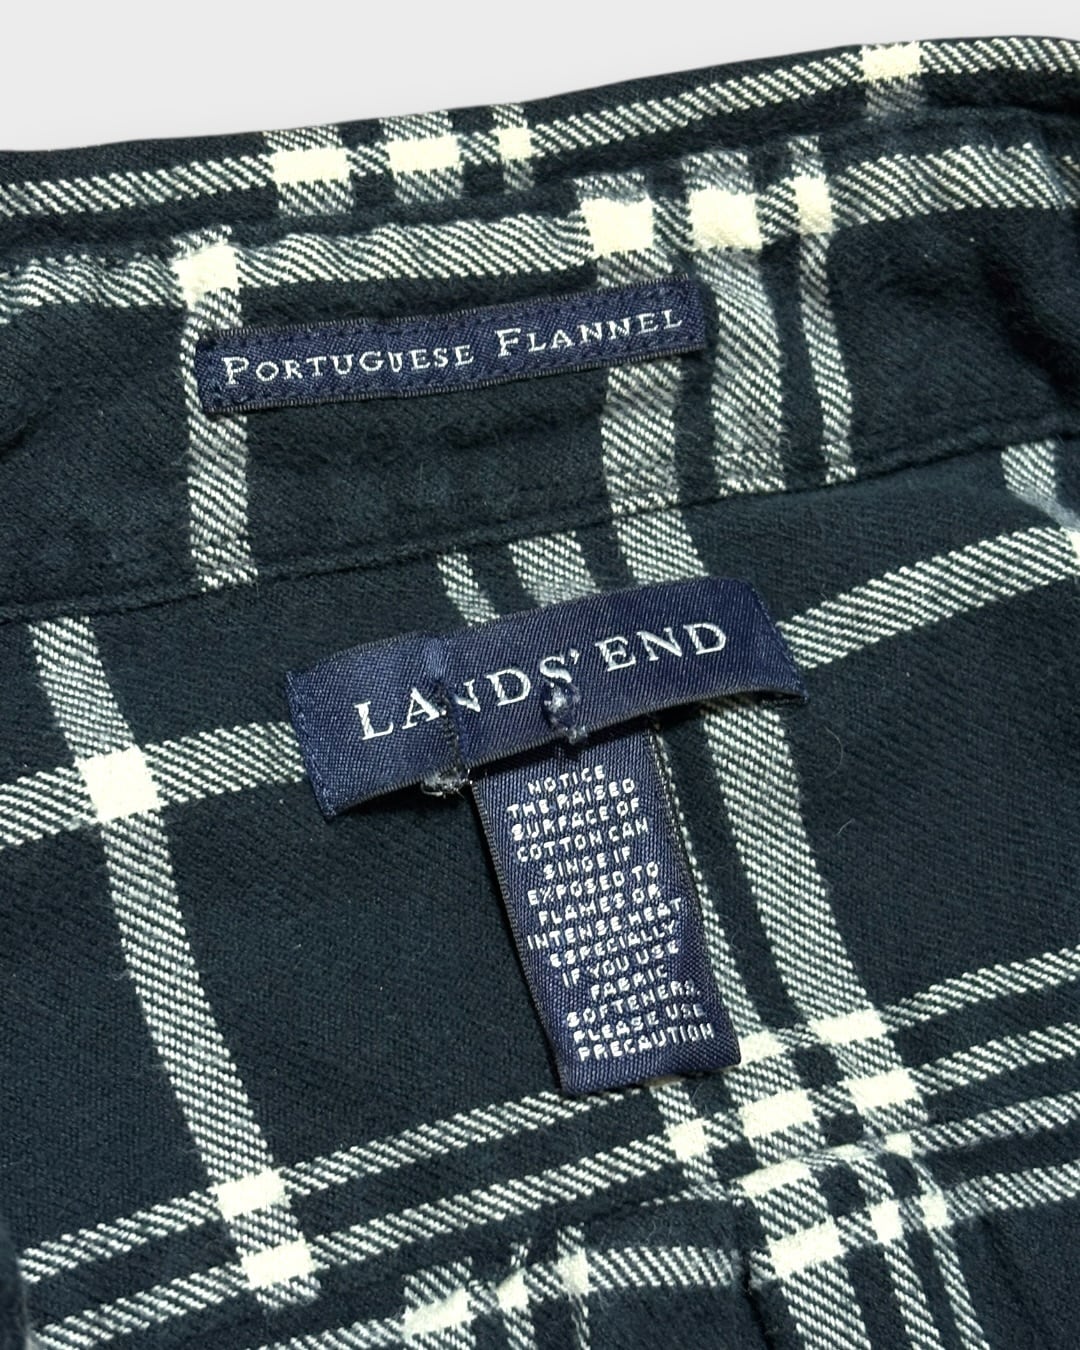 PORTUGUESE FLANNEL
LANDS' END
NOTICE
THE RAISED
SURFACE OF
COTTON CAN
SINGE IF
EXPOSED TO
FLAMES OR
INTENSE HEAT
ESPECIALLY
IF YOU USE
FABRIC
SOFTENERS
PLEASE USE
PRECAUTION